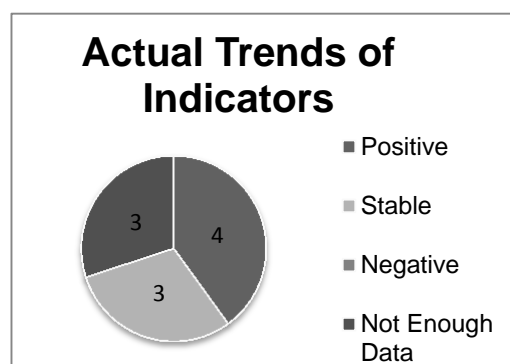 Actual Trends of
Indicators
Positive
Stable
Negative
Not Enough
Data
3
4
3